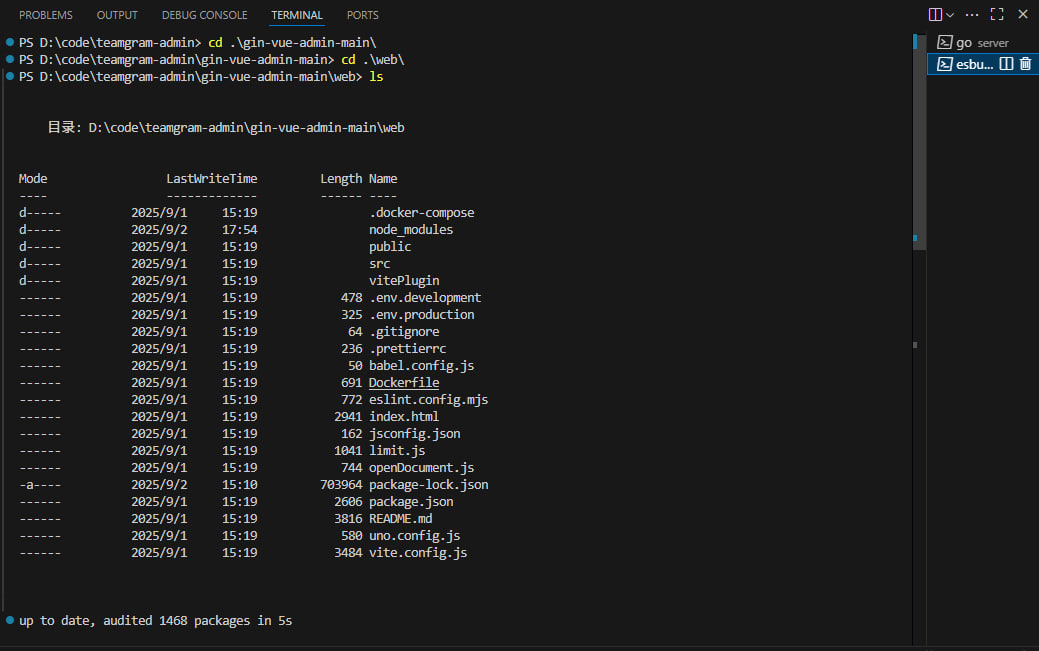 PROBLEMS OUTPUT DEBUG CONSOLE TERMINAL PORTS
PS D:\code\teamgram-admin> cd .\gin-vue-admin-main\
PS D:\code\teamgram-admin\gin-vue-admin-main> cd .\web\
PS D:\code\teamgram-admin\gin-vue-admin-main\web> ls
目录: D:\code\teamgram-admin\gin-vue-admin-main\web
Mode LastWriteTime Length Name
---- ------------- ------ ----
d----- 2025/9/1 15:19 .docker-compose
d----- 2025/9/2 17:54 node_modules
d----- 2025/9/1 15:19 public
d----- 2025/9/1 15:19 src
d----- 2025/9/1 15:19 vitePlugin
------ 2025/9/1 15:19 478 .env.development
------ 2025/9/1 15:19 325 .env.production
------ 2025/9/1 15:19 64 .gitignore
------ 2025/9/1 15:19 236 .prettierrc
------ 2025/9/1 15:19 50 babel.config.js
------ 2025/9/1 15:19 691 Dockerfile
------ 2025/9/1 15:19 772 eslint.config.mjs
------ 2025/9/1 15:19 2941 index.html
------ 2025/9/1 15:19 162 jsconfig.json
------ 2025/9/1 15:19 1041 limit.js
------ 2025/9/1 15:19 744 openDocument.js
-a---- 2025/9/2 15:10 703964 package-lock.json
------ 2025/9/1 15:19 2606 package.json
------ 2025/9/1 15:19 3816 README.md
------ 2025/9/1 15:19 580 uno.config.js
------ 2025/9/1 15:19 3484 vite.config.js
up to date, audited 1468 packages in 5s
go server
esbu...